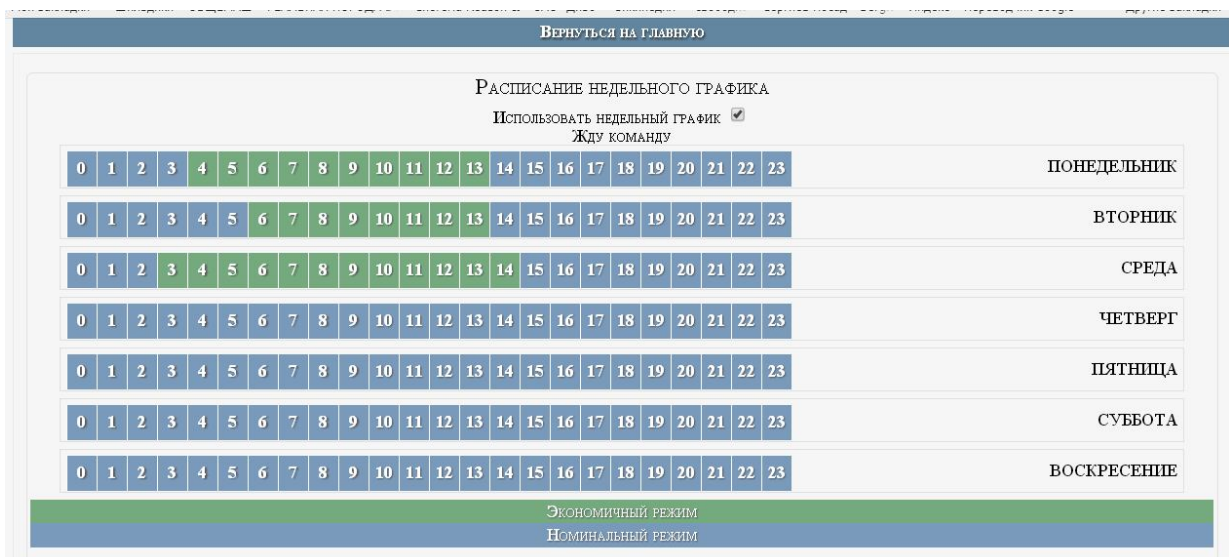 Вернуться на главную
Расписание недельного графика
Использовать недельный график
Жду команду
0 1 2 3 4 5 6 7 8 9 10 11 12 13 14 15 16 17 18 19 20 21 22 23 ПОНЕДЕЛЬНИК
0 1 2 3 4 5 6 7 8 9 10 11 12 13 14 15 16 17 18 19 20 21 22 23 ВТОРНИК
0 1 2 3 4 5 6 7 8 9 10 11 12 13 14 15 16 17 18 19 20 21 22 23 СРЕДА
0 1 2 3 4 5 6 7 8 9 10 11 12 13 14 15 16 17 18 19 20 21 22 23 ЧЕТВЕРГ
0 1 2 3 4 5 6 7 8 9 10 11 12 13 14 15 16 17 18 19 20 21 22 23 ПЯТНИЦА
0 1 2 3 4 5 6 7 8 9 10 11 12 13 14 15 16 17 18 19 20 21 22 23 СУББОТА
0 1 2 3 4 5 6 7 8 9 10 11 12 13 14 15 16 17 18 19 20 21 22 23 ВОСКРЕСЕНИЕ
Экономичный режим
Номинальный режим